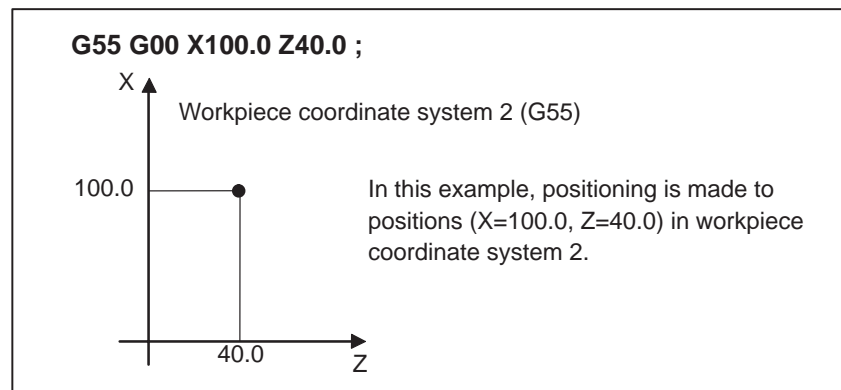 G55 G00 X100.0 Z40.0 ;
X
Workpiece coordinate system 2 (G55)
100.0
In this example, positioning is made to
positions (X=100.0, Z=40.0) in workpiece
coordinate system 2.
40.0
Z